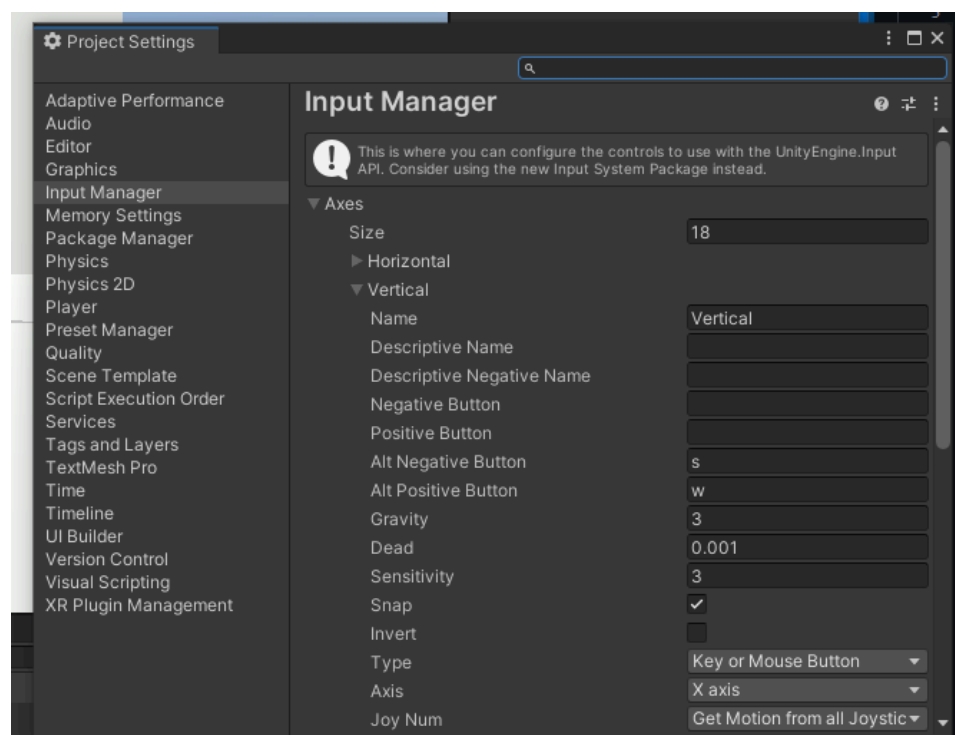 Project Settings
Adaptive Performance
Audio
Editor
Graphics
Input Manager
Memory Settings
Package Manager
Physics
Physics 2D
Player
Preset Manager
Quality
Scene Template
Script Execution Order
Services
Tags and Layers
TextMesh Pro
Time
Timeline
UI Builder
Version Control
Visual Scripting
XR Plugin Management
Input Manager
This is where you can configure the controls to use with the UnityEngine.Input
API. Consider using the new Input System Package instead.
Axes
Size 18
Horizontal
Vertical
Name Vertical
Descriptive Name
Descriptive Negative Name
Negative Button
Positive Button
Alt Negative Button s
Alt Positive Button w
Gravity 3
Dead 0.001
Sensitivity 3
Snap
Invert
Type Key or Mouse Button
Axis X axis
Joy Num Get Motion from all Joystic